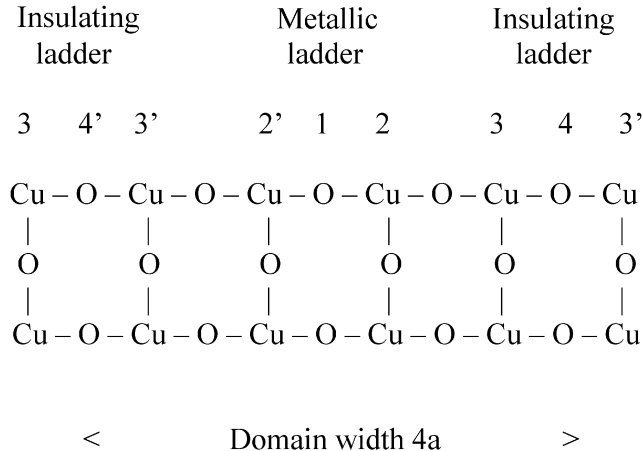 Insulating Metallic Insulating
ladder ladder ladder
3 4' 3' 2' 1 2 3 4 3'
Cu – O – Cu – O – Cu – O – Cu – O – Cu – O – Cu
| | | | | |
O O O O O O
| | | | | |
Cu – O – Cu – O – Cu – O – Cu – O – Cu – O – Cu
< Domain width 4a >